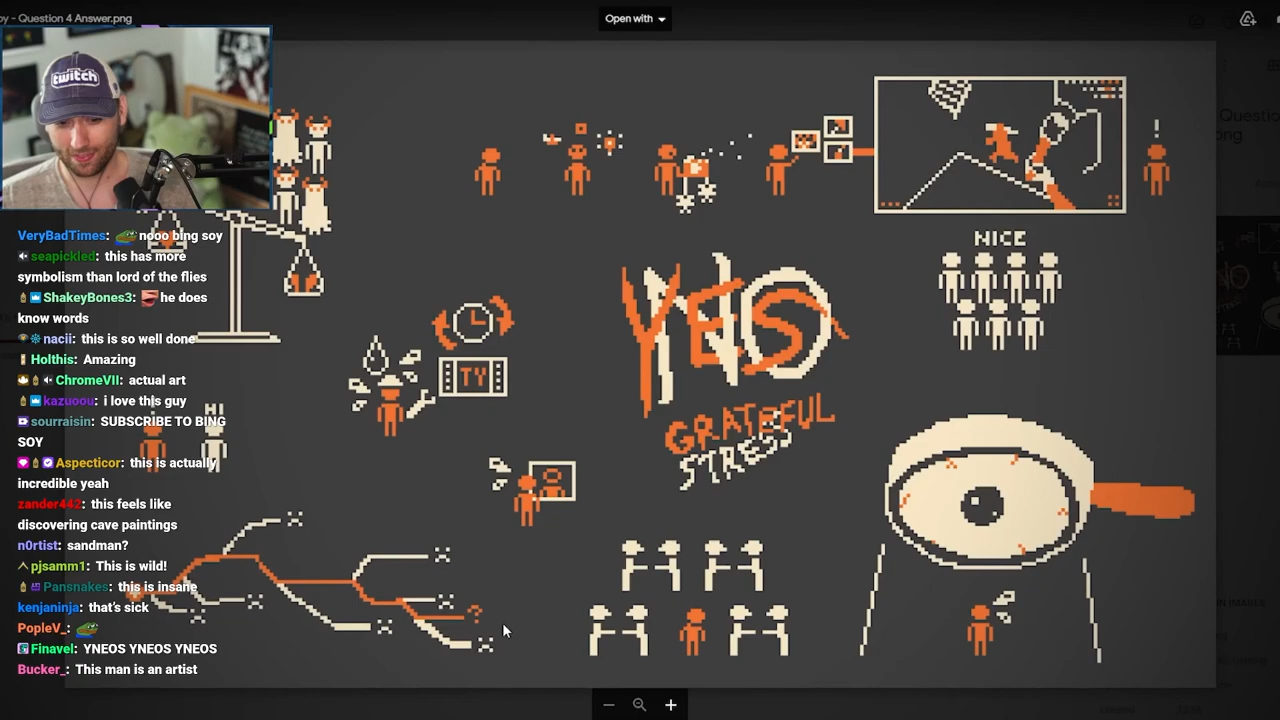 oy - Question 4 Answer.png
Open with
twitch
VeryBadTimes: nooo bing soy
seapickled: this has more
symbolism than lord of the flies
ShakeyBones3: he does
know words
nacii: this is so well done
Holthis: Amazing
ChromeVII: actual art
kazuoou: i love this guy
sourraisin: SUBSCRIBE TO BING
SOY
Aspecticor: this is actually
incredible yeah
zander442: this feels like
discovering cave paintings
n0rtist: sandman?
pjsamm1: This is wild!
Pansnakes: this is insane
kenjaninja: that's sick
PopleV_:
Finavel: YNEOS YNEOS YNEOS
Bucker_: This man is an artist
HI
TY
YES
NO
GRATEFUL
STRESS
!
NICE
?